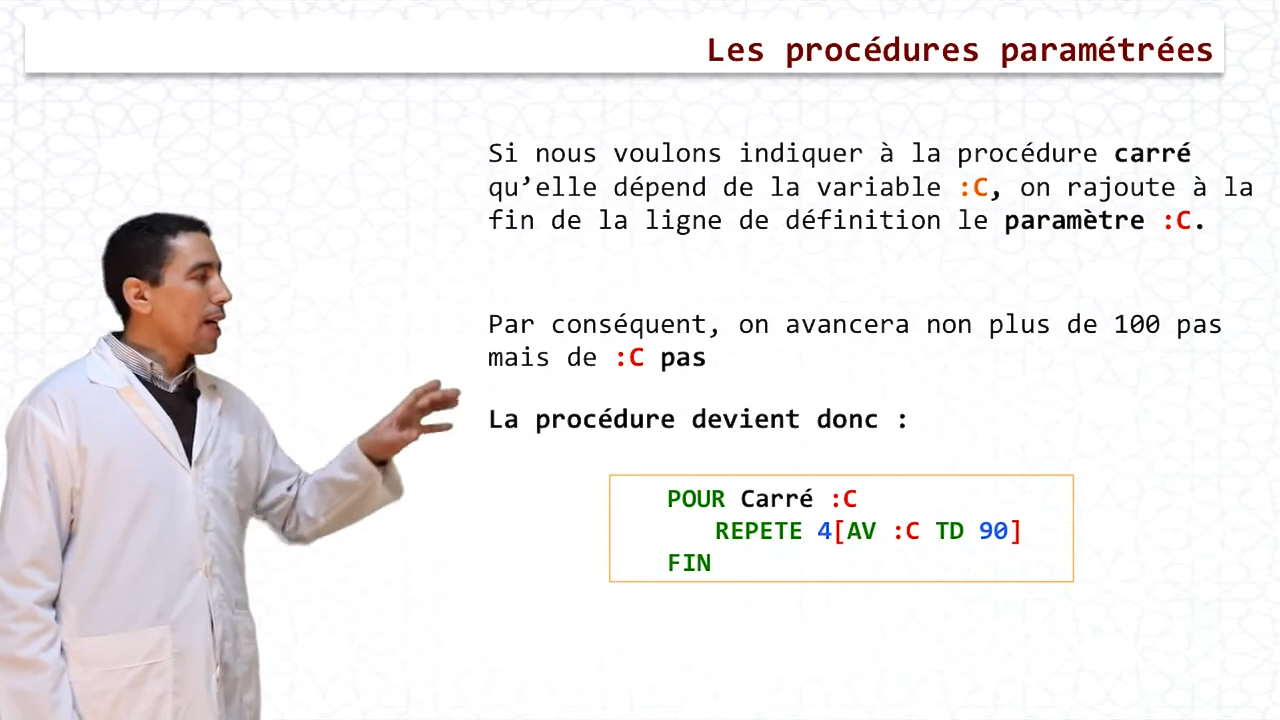 Les procédures paramétrées
Si nous voulons indiquer à la procédure carré
qu’elle dépend de la variable :C, on rajoute à la
fin de la ligne de définition le paramètre :C.
Par conséquent, on avancera non plus de 100 pas
mais de :C pas
La procédure devient donc :
POUR Carré :C
REPETE 4[AV :C TD 90]
FIN